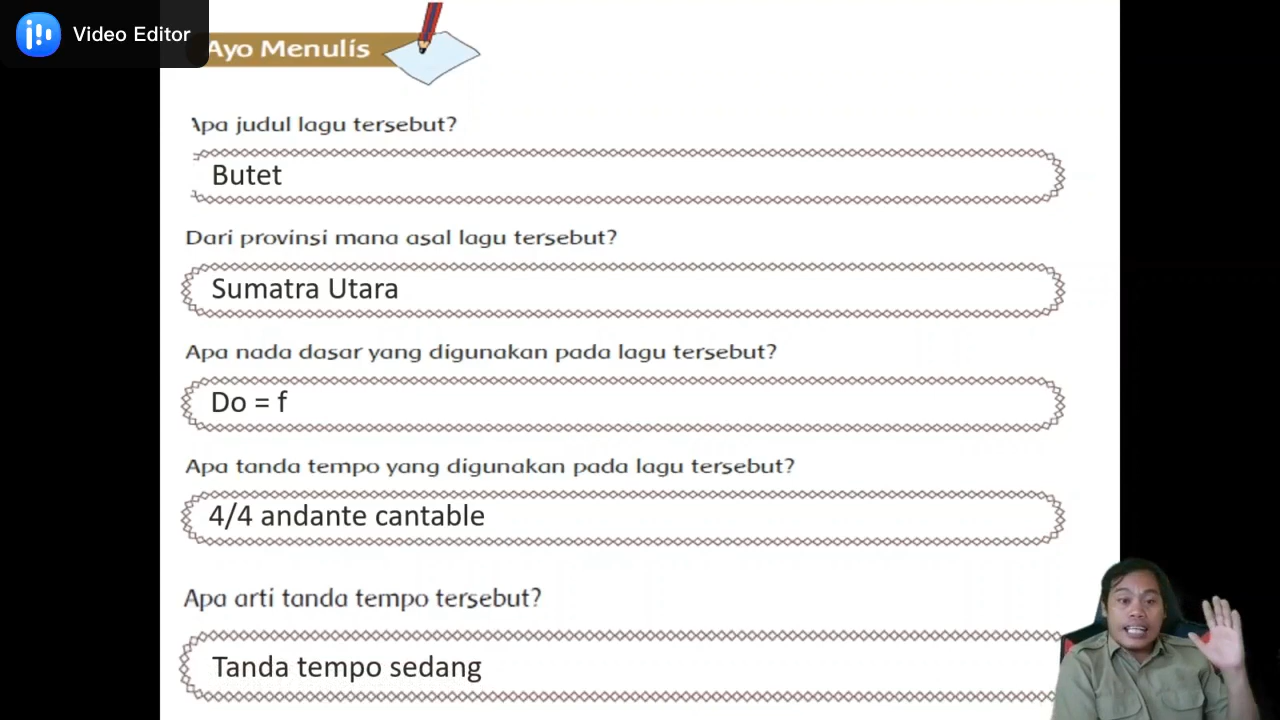 Video Editor
Ayo Menulis
Apa judul lagu tersebut?
Butet
Dari provinsi mana asal lagu tersebut?
Sumatra Utara
Apa nada dasar yang digunakan pada lagu tersebut?
Do = f
Apa tanda tempo yang digunakan pada lagu tersebut?
4/4 andante cantable
Apa arti tanda tempo tersebut?
Tanda tempo sedang